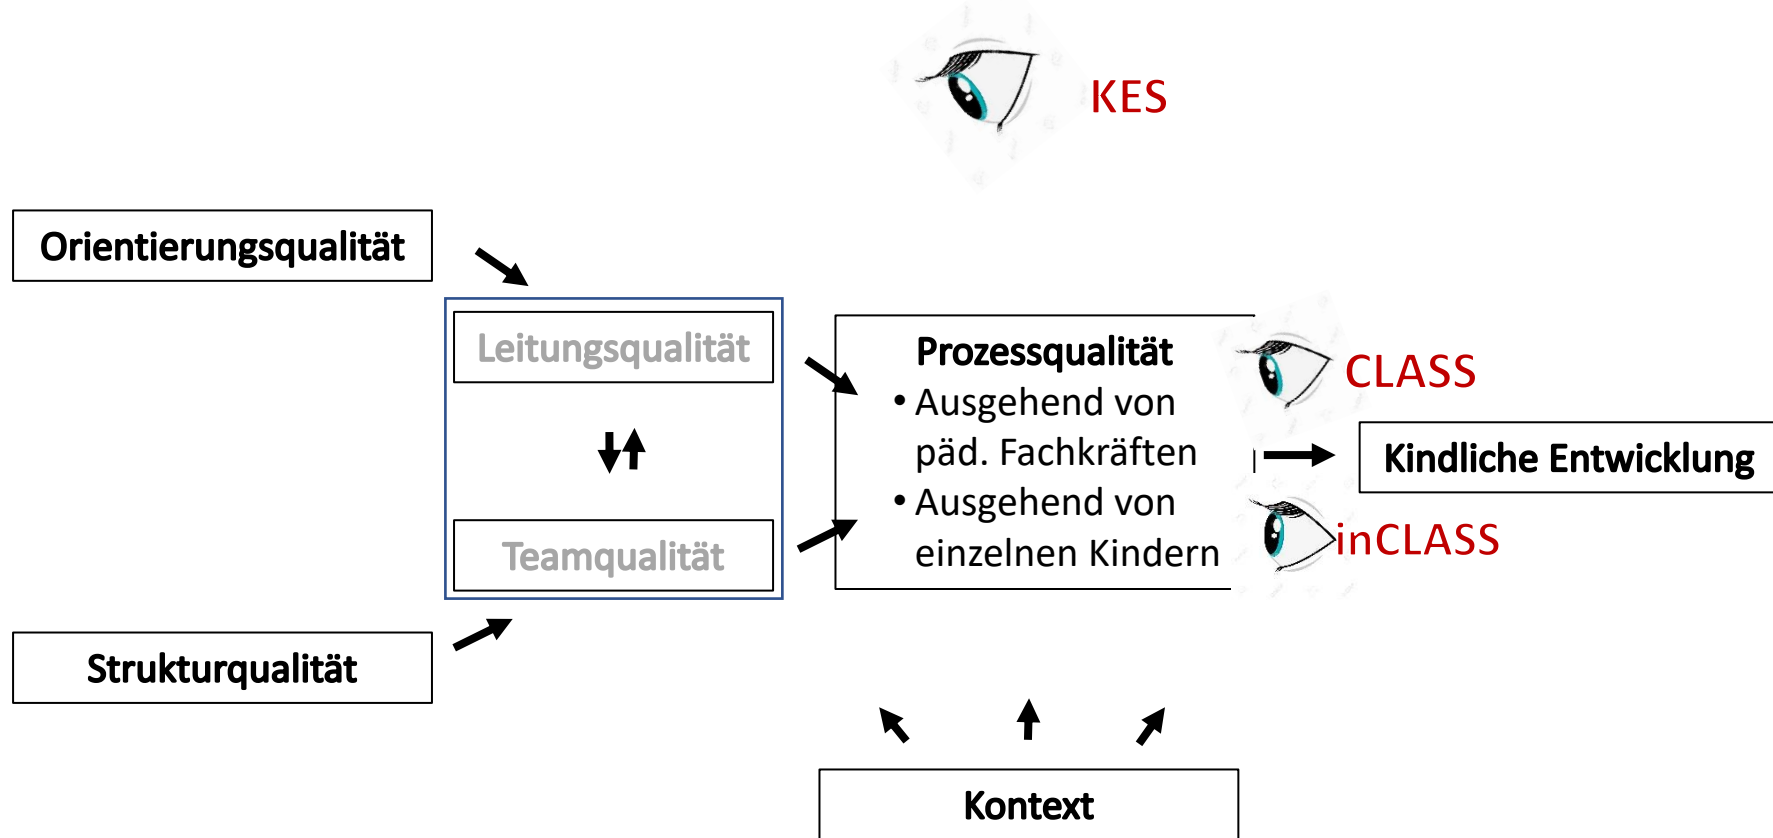 KES
Orientierungsqualität
Leitungsqualität
Prozessqualität
• Ausgehend von
päd. Fachkräften
• Ausgehend von
einzelnen Kindern
CLASS
Kindliche Entwicklung
inCLASS
Teamqualität
Strukturqualität
Kontext